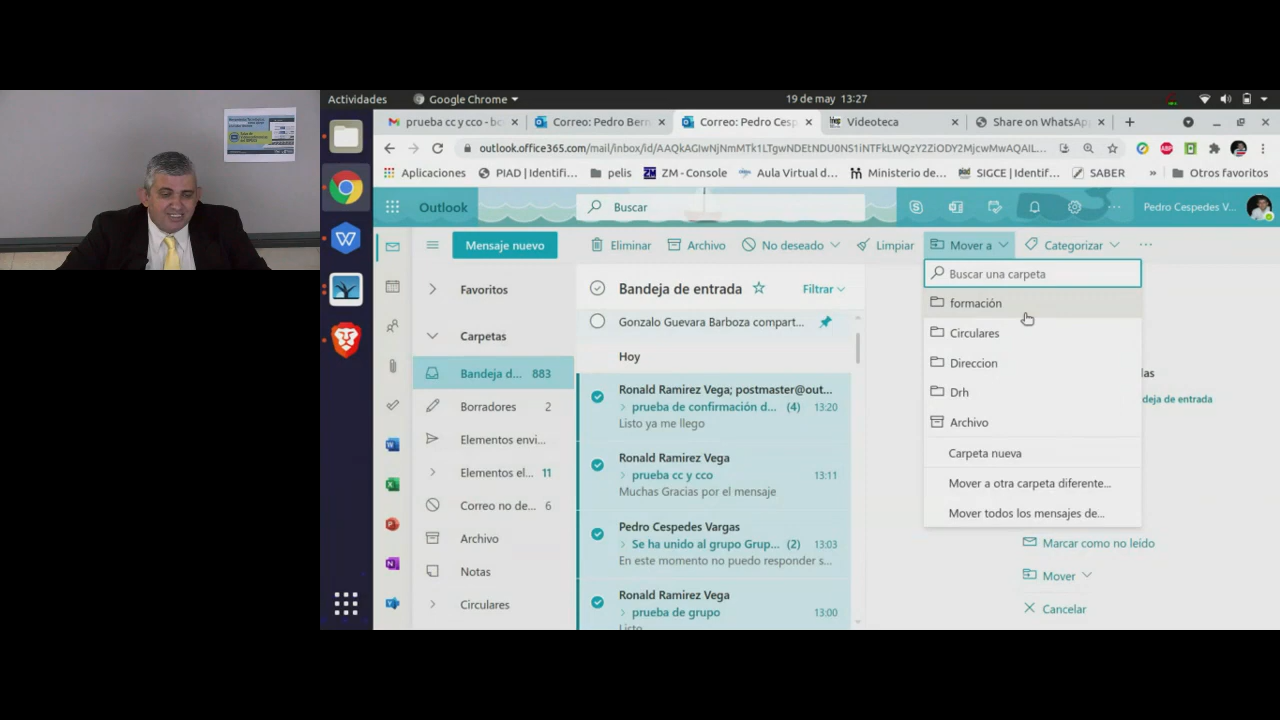 Actividades
Google Chrome
19 de may 13:27
prueba cc y cco - b
Correo: Pedro Bern
Correo: Pedro Cesp
Videoteca
Share on WhatsAp
outlook.office365.com/mail/inbox/id/
Aplicaciones
PIAD | Identifi...
pelis
ZM - Console
Aula Virtual d...
Ministerio de...
SIGCE | Identif...
SABER
»
Otros favoritos
Outlook
Buscar
Pedro Cespedes V...
Mensaje nuevo
Eliminar
Archivo
No deseado
Limpiar
Mover a
Categorizar
Favoritos
Carpetas
Bandeja d... 883
Borradores 2
Elementos envi...
Elementos el... 11
Correo no de... 6
Archivo
Notas
Circulares
Bandeja de entrada
Filtrar
Gonzalo Guevara Barboza compart...
Hoy
Ronald Ramirez Vega; postmaster@out...
prueba de confirmación d... (4) 13:20
Listo ya me llego
Ronald Ramirez Vega
prueba cc y cco 13:11
Muchas Gracias por el mensaje
Pedro Cespedes Vargas
Se ha unido al grupo Grup... (2) 13:03
En este momento no puedo responder s...
Ronald Ramirez Vega
prueba de grupo 13:00
Listo
Buscar una carpeta
formación
Circulares
Direccion
Drh
Archivo
Carpeta nueva
Mover a otra carpeta diferente...
Mover todos los mensajes de...
das
deja de entrada
Marcar como no leído
Mover
Cancelar